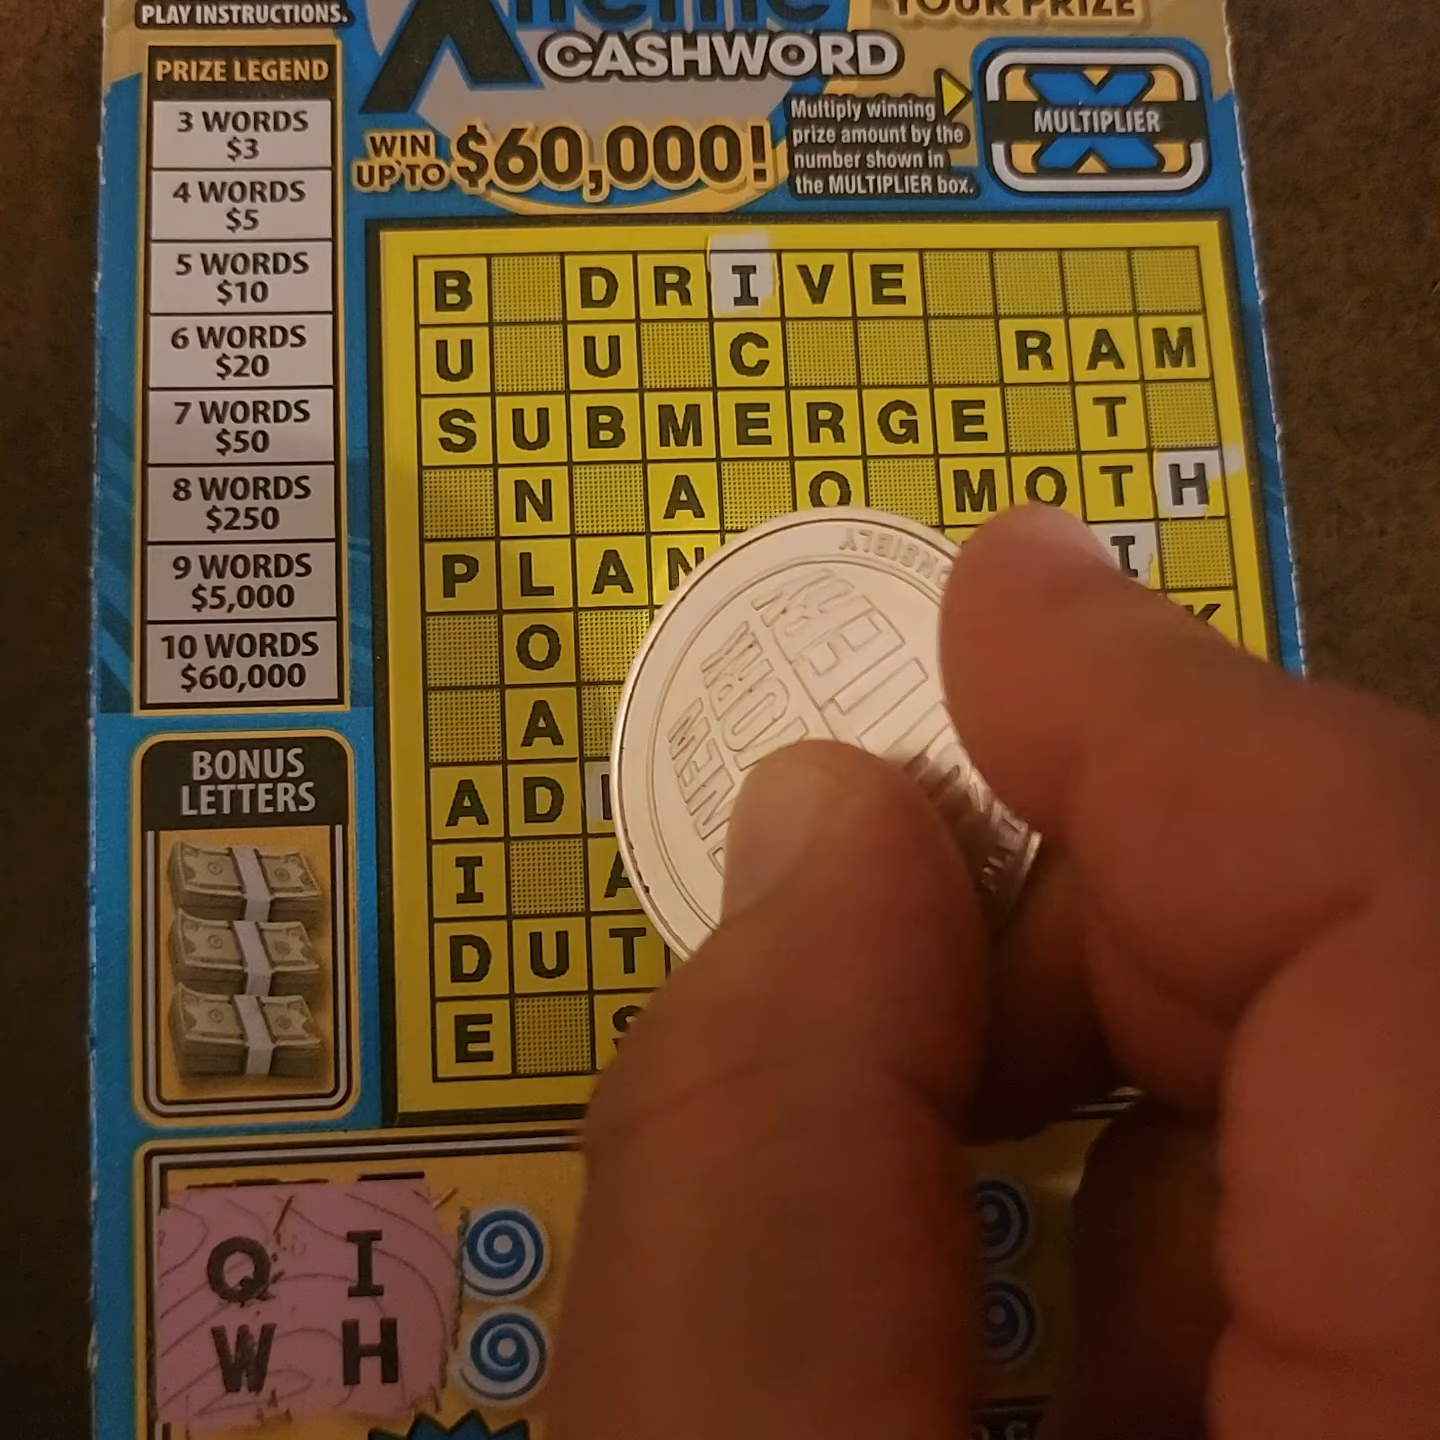 PLAY INSTRUCTIONS.
YOUR PRIZE
CASHWORD
WIN
UP TO
$60,000!
Multiply winning
prize amount by the
number shown in
the MULTIPLIER box.
X
MULTIPLIER
PRIZE LEGEND
3 WORDS
$3
4 WORDS
$5
5 WORDS
$10
6 WORDS
$20
7 WORDS
$50
8 WORDS
$250
9 WORDS
$5,000
10 WORDS
$60,000
BONUS
LETTERS
B DRIVE
U U C RAM
SUBMERGE T
N A O MOTH
PLAN I
O
A
AD
I A
DUT
E
NEW
YORK
Q I
W H